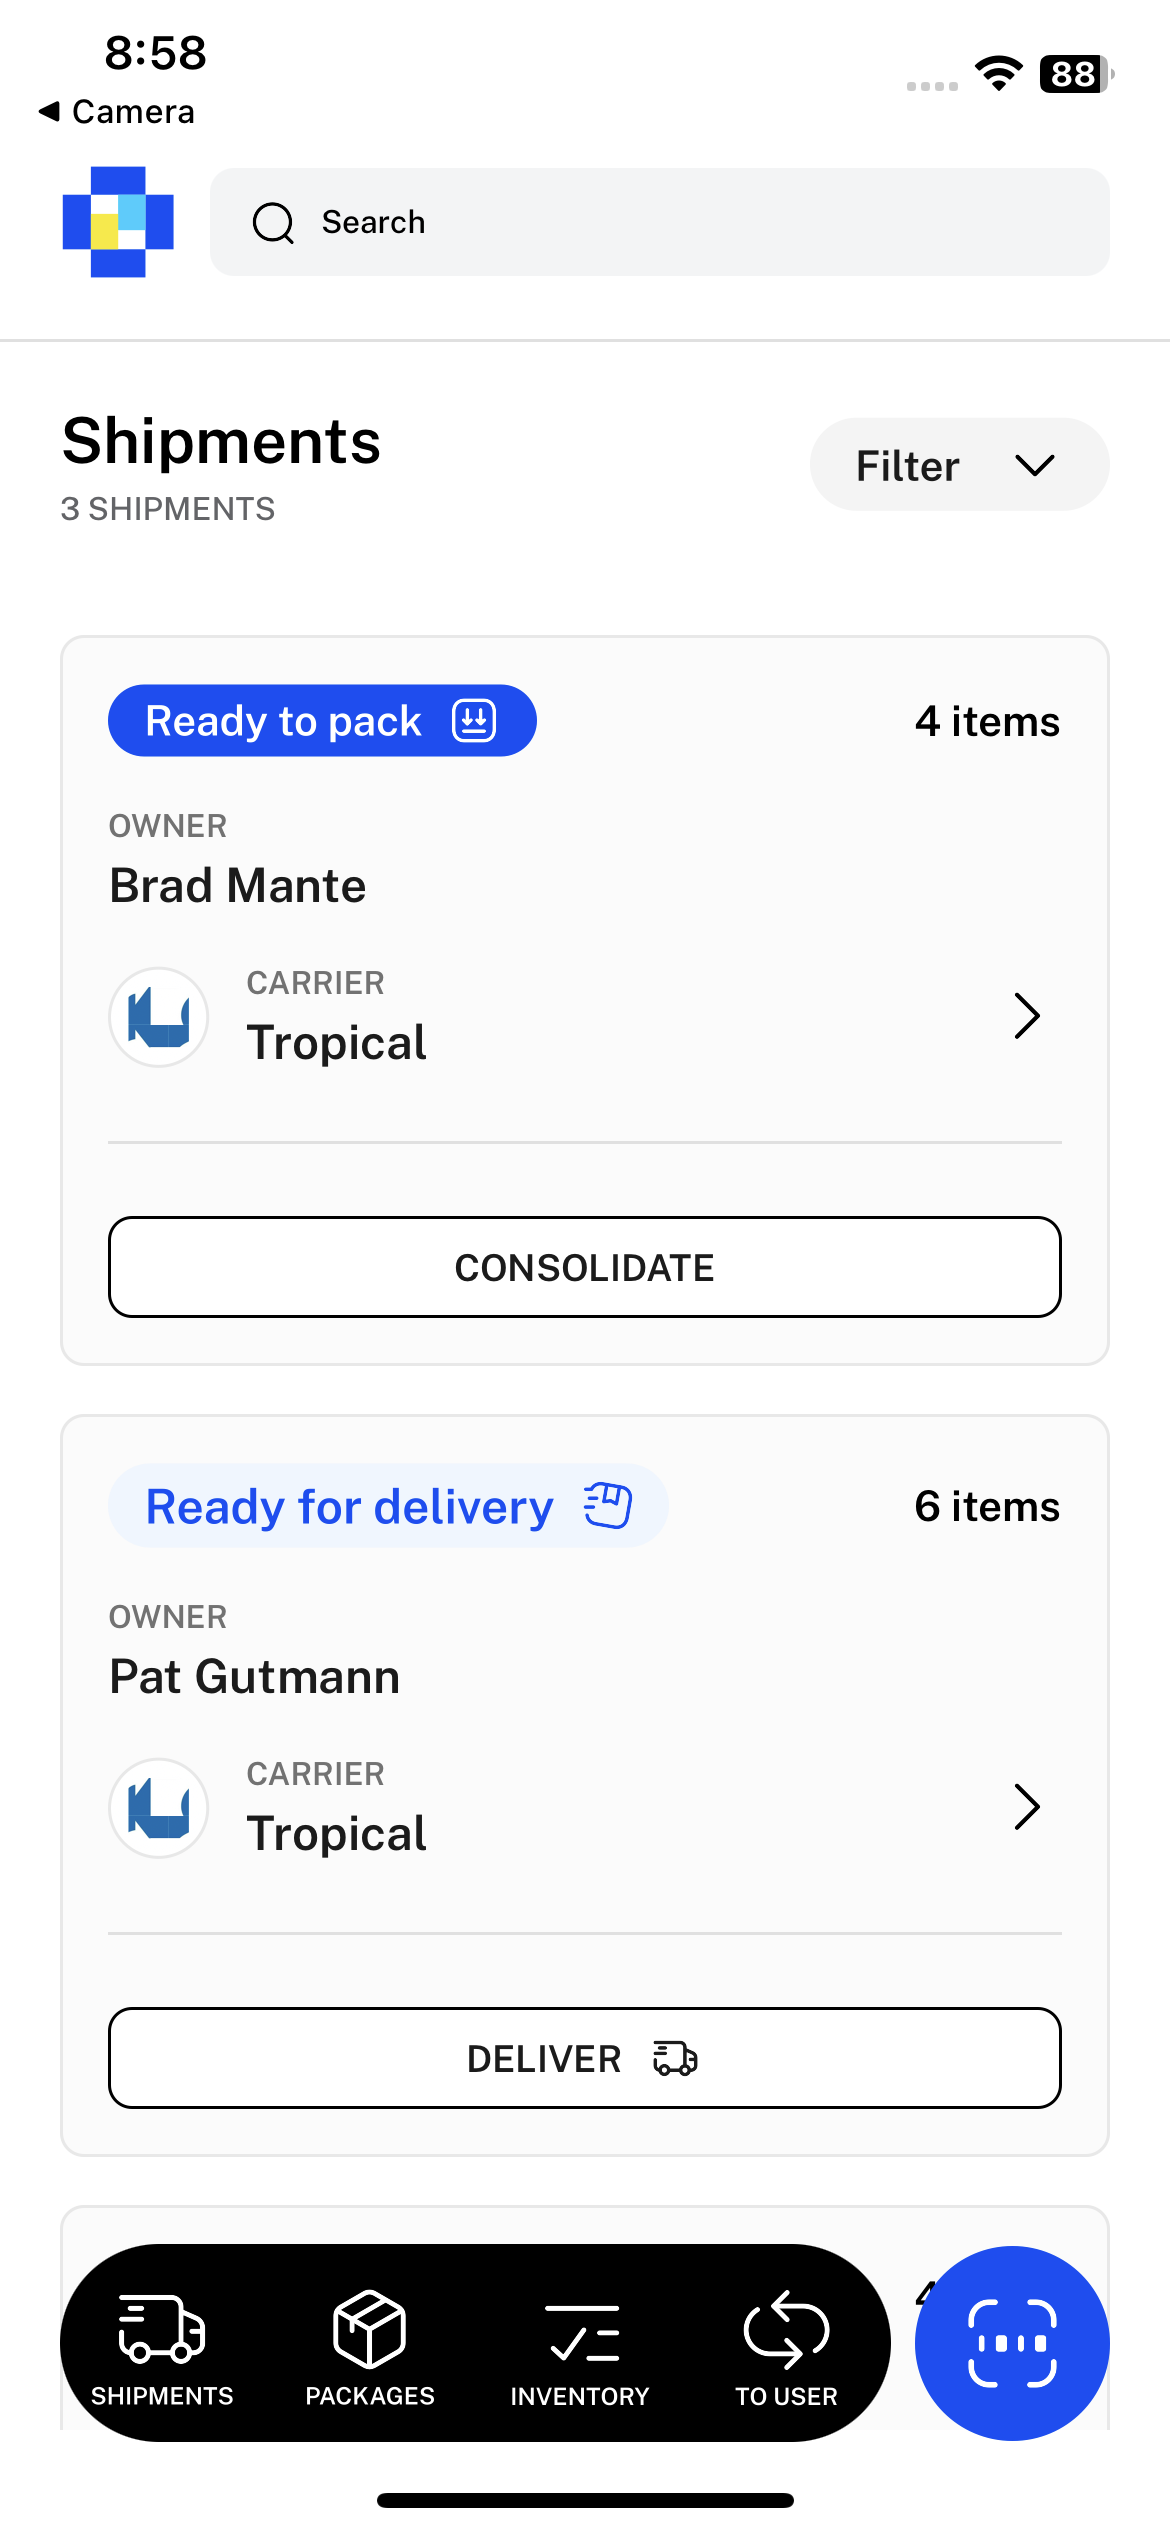 8:58
88
Camera
Search
Shipments
Filter
3 SHIPMENTS
Ready to pack
4 items
OWNER
Brad Mante
CARRIER
Tropical
CONSOLIDATE
Ready for delivery
6 items
OWNER
Pat Gutmann
CARRIER
Tropical
DELIVER
SHIPMENTS
PACKAGES
INVENTORY
TO USER